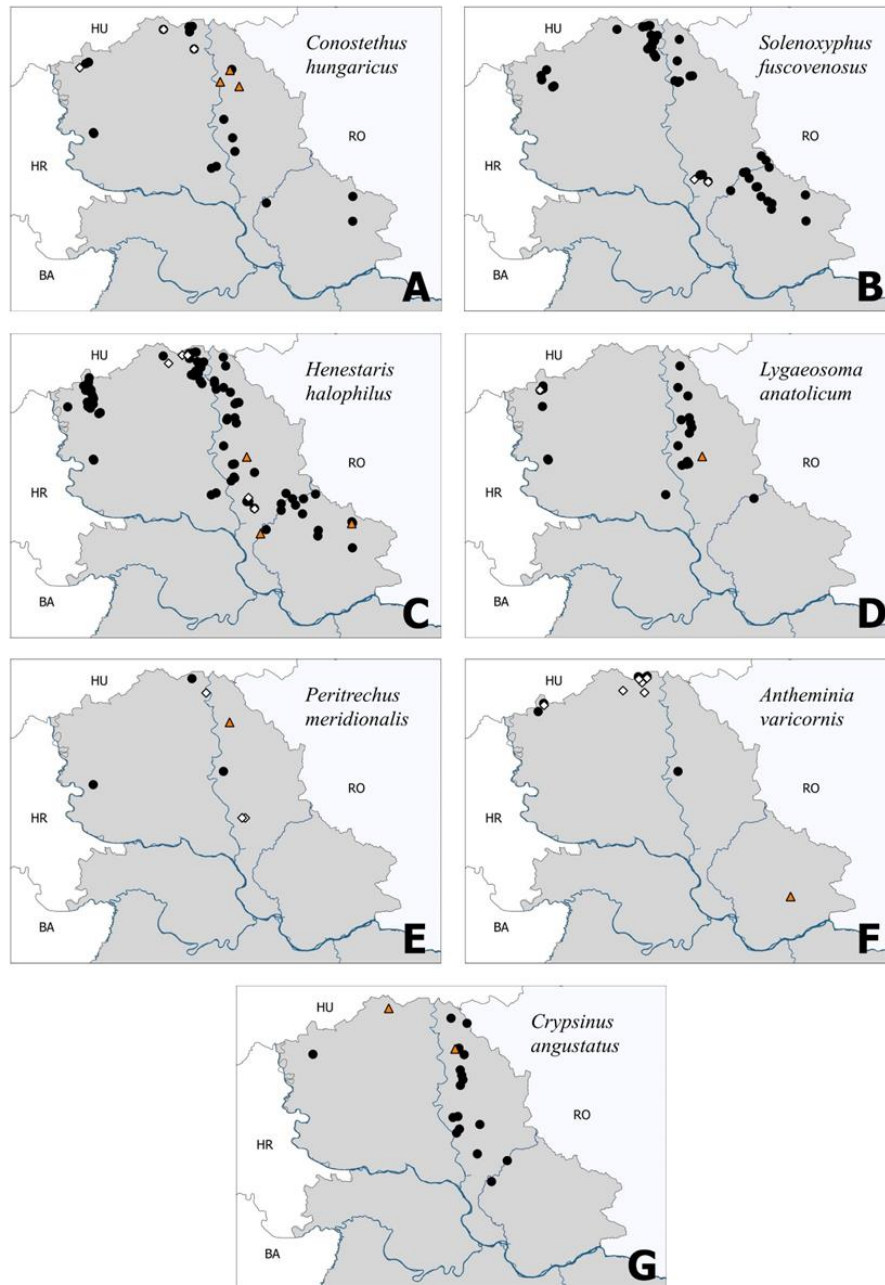 HU
Conostethus
hungaricus
RO
HR
BA
A
HU
Solenoxyphus
fuscovenosus
RO
HR
BA
B
HU
Henestaris
halophilus
RO
HR
BA
C
HU
Lygaeosoma
anatolicum
RO
HR
BA
D
HU
Peritrechus
meridionalis
RO
HR
BA
E
HU
Antheminia
varicornis
RO
HR
BA
F
HU
Crypsinus
angustatus
RO
HR
BA
G